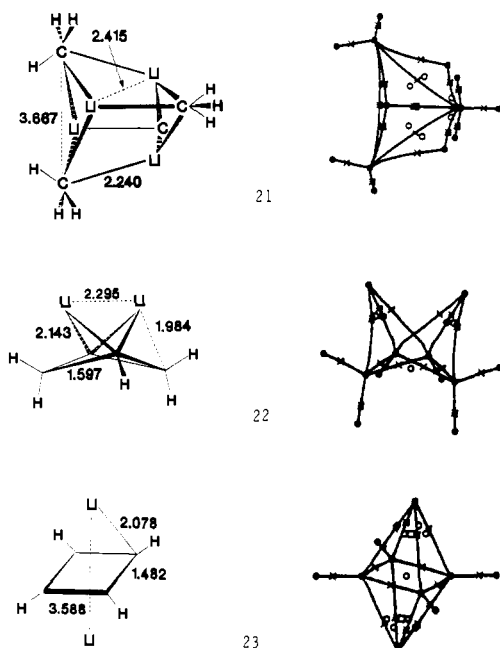 H H
2.415
H C
Li
H
Li C H
H
3.667
Li C
Li
C
2.240
H H
21
Li 2.295 Li
2.143 1.984
H H
1.597
H
H H
22
Li
2.078
H H
1.482
H 3.588 H
Li
23